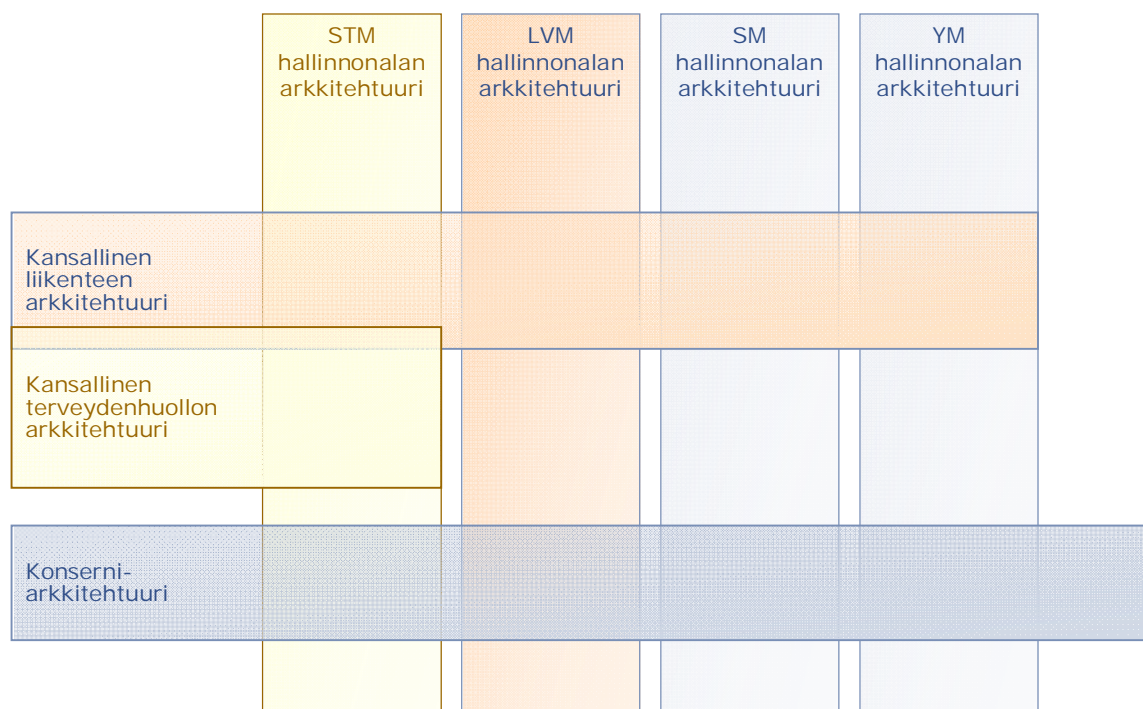 STM
hallinnonalan
arkkitehtuuri
LVM
hallinnonalan
arkkitehtuuri
SM
hallinnonalan
arkkitehtuuri
YM
hallinnonalan
arkkitehtuuri
Kansallinen
liikenteen
arkkitehtuuri
Kansallinen
terveydenhuollon
arkkitehtuuri
Konserni-
arkkitehtuuri